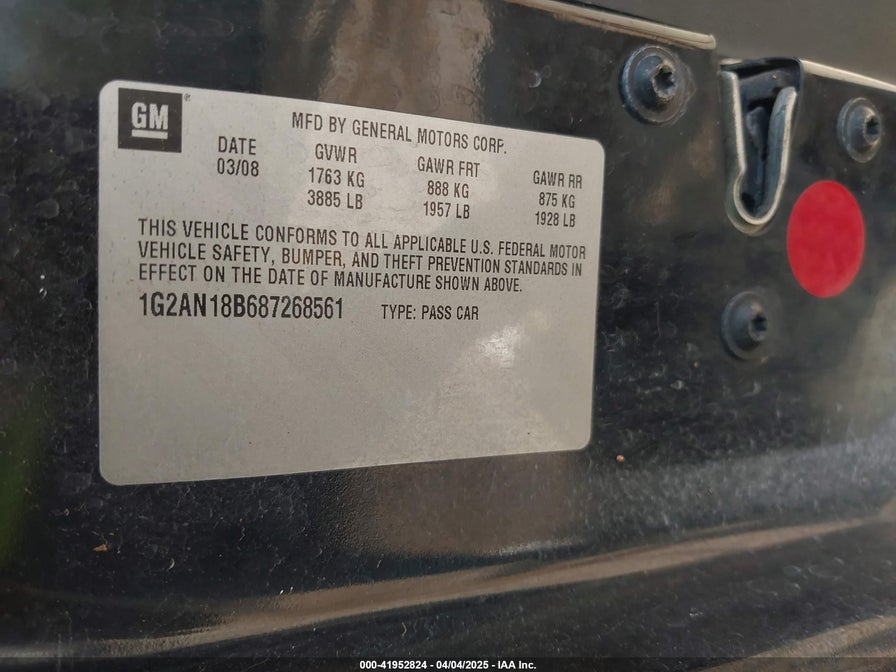 GM
MFD BY GENERAL MOTORS CORP.
DATE GVWR GAWR FRT GAWR RR
03/08 1763 KG 888 KG 875 KG
3885 LB 1957 LB 1928 LB
THIS VEHICLE CONFORMS TO ALL APPLICABLE U.S. FEDERAL MOTOR
VEHICLE SAFETY, BUMPER, AND THEFT PREVENTION STANDARDS IN
EFFECT ON THE DATE OF MANUFACTURE SHOWN ABOVE.
1G2AN18B687268561 TYPE: PASS CAR
000-41952824 - 04/04/2025 - IAA Inc.